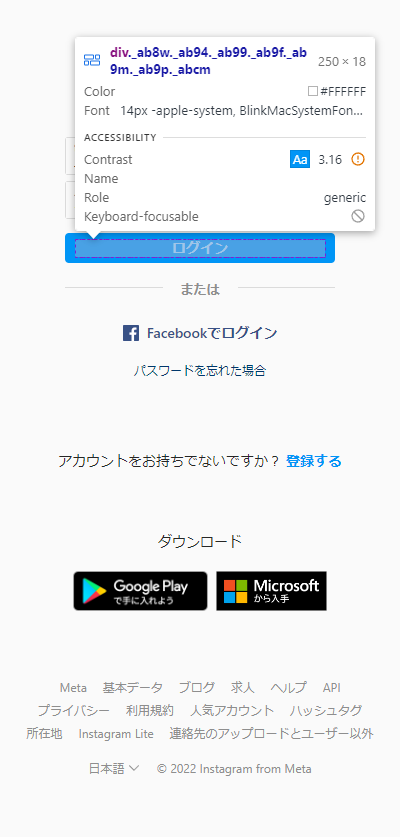 div._ab8w._ab94._ab99._ab9f._ab
9m._ab9p._abcm
250 × 18
Color
#FFFFFF
Font
14px -apple-system, BlinkMacSystemFon...
ACCESSIBILITY
Contrast
Aa
3.16
Name
Role
generic
Keyboard-focusable
ログイン
または
Facebookでログイン
パスワードを忘れた場合
アカウントをお持ちでないですか? 登録する
ダウンロード
Google Play
で手に入れよう
Microsoft
から入手
Meta 基本データ ブログ 求人 ヘルプ API
プライバシー 利用規約 人気アカウント ハッシュタグ
所在地 Instagram Lite 連絡先のアップロードとユーザー以外
日本語 © 2022 Instagram from Meta